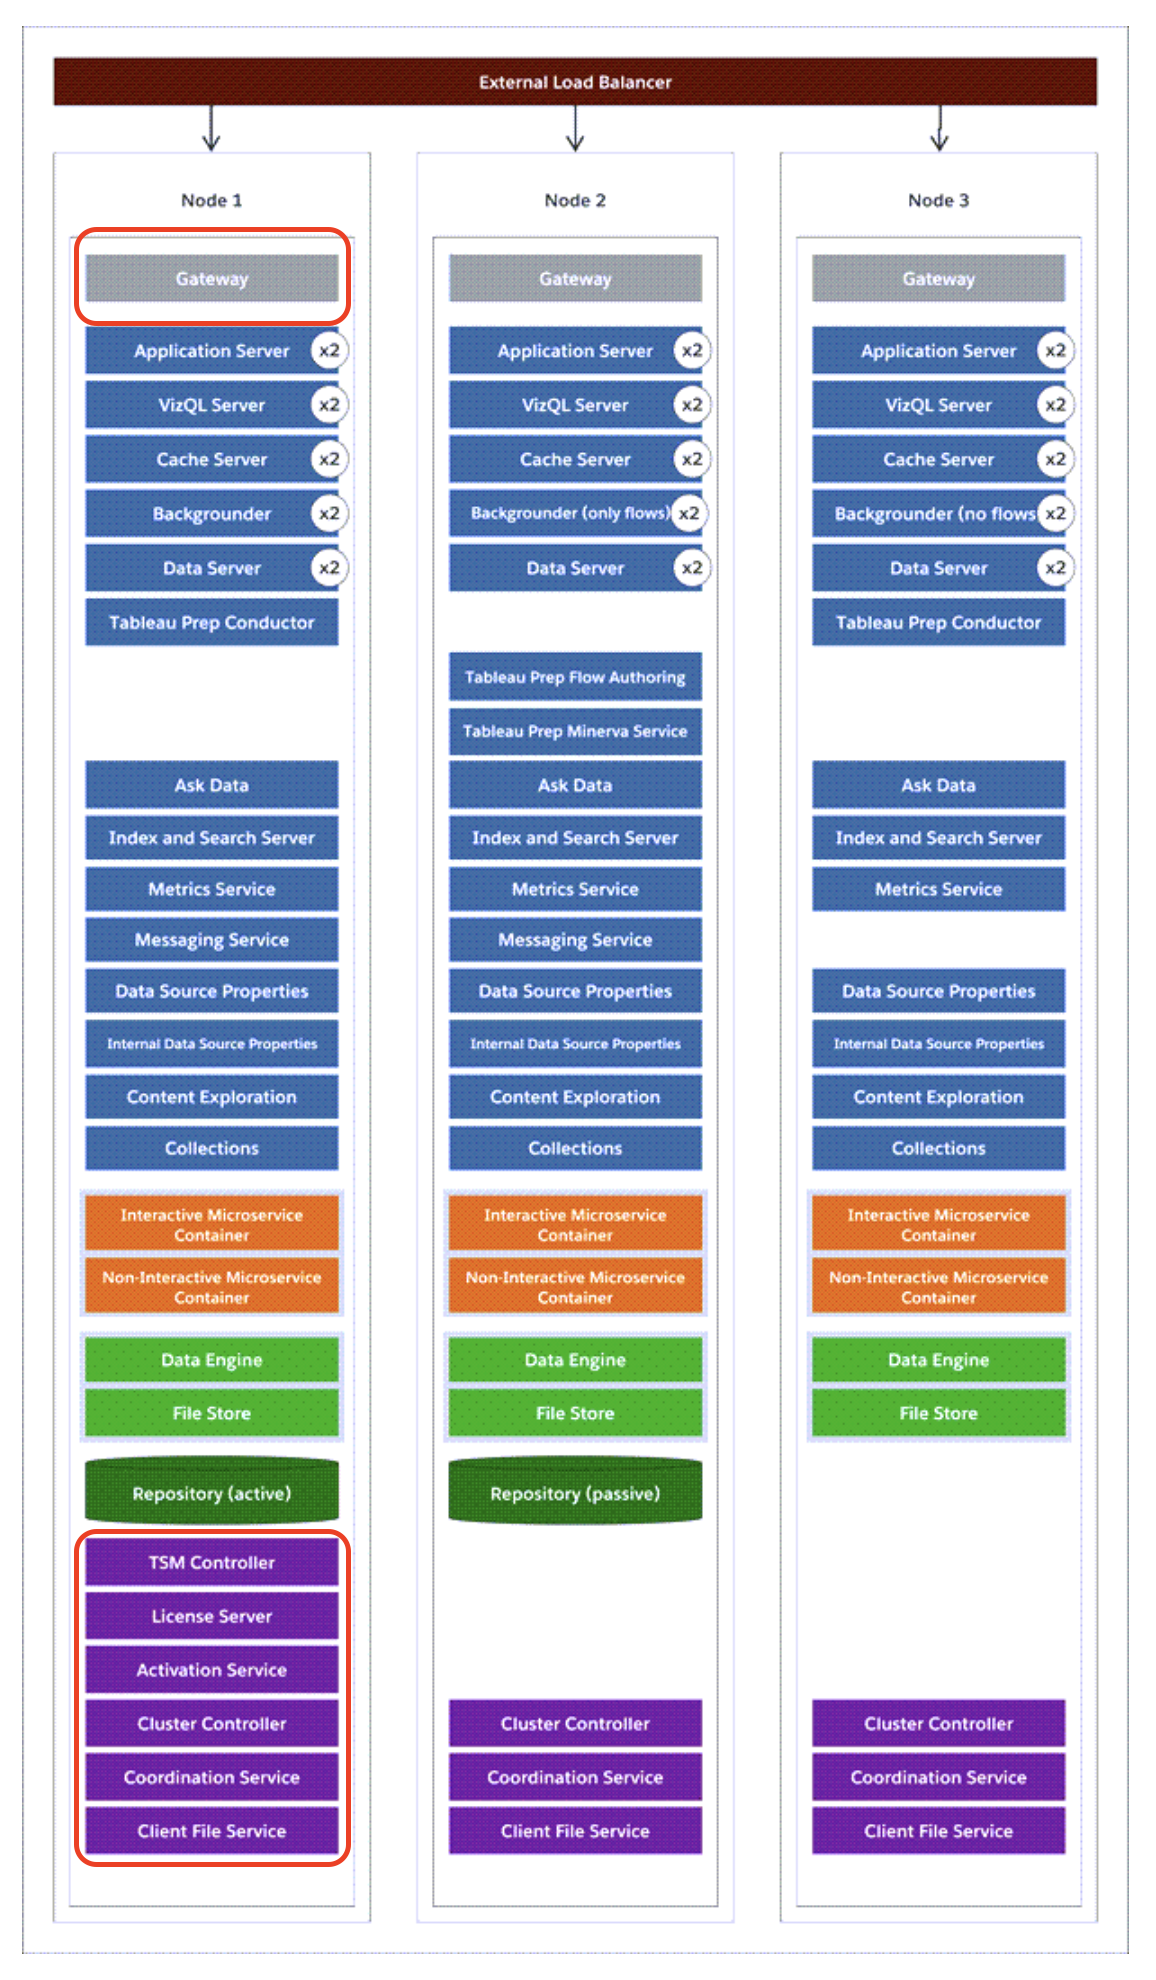 External Load Balancer
Node 1
Gateway
Application Server x2
VizQL Server x2
Cache Server x2
Backgrounder x2
Data Server x2
Tableau Prep Conductor
Ask Data
Index and Search Server
Metrics Service
Messaging Service
Data Source Properties
Internal Data Source Properties
Content Exploration
Collections
Interactive Microservice
Container
Non-Interactive Microservice
Container
Data Engine
File Store
Repository (active)
TSM Controller
License Server
Activation Service
Cluster Controller
Coordination Service
Client File Service
Node 2
Gateway
Application Server x2
VizQL Server x2
Cache Server x2
Backgrounder (only flows) x2
Data Server x2
Tableau Prep Flow Authoring
Tableau Prep Minerva Service
Ask Data
Index and Search Server
Metrics Service
Messaging Service
Data Source Properties
Internal Data Source Properties
Content Exploration
Collections
Interactive Microservice
Container
Non-Interactive Microservice
Container
Data Engine
File Store
Repository (passive)
Cluster Controller
Coordination Service
Client File Service
Node 3
Gateway
Application Server x2
VizQL Server x2
Cache Server x2
Backgrounder (no flows x2
Data Server x2
Tableau Prep Conductor
Ask Data
Index and Search Server
Metrics Service
Data Source Properties
Internal Data Source Properties
Content Exploration
Collections
Interactive Microservice
Container
Non-Interactive Microservice
Container
Data Engine
File Store
Cluster Controller
Coordination Service
Client File Service